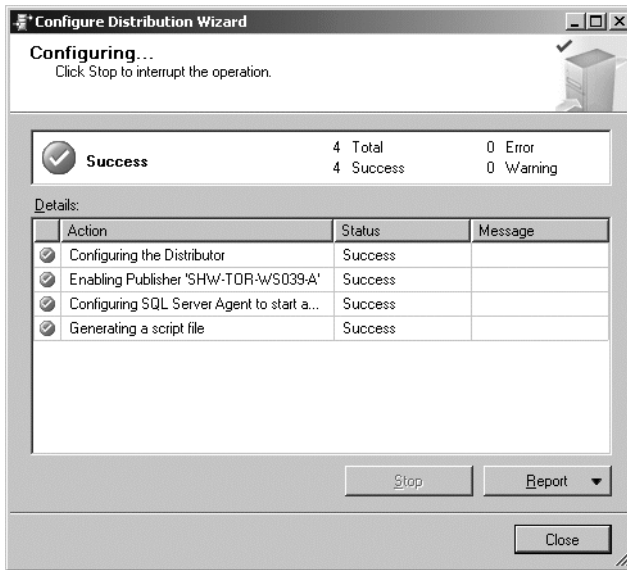 Configure Distribution Wizard
Configuring...
Click Stop to interrupt the operation.
Success
4 Total
0 Error
4 Success
0 Warning
Details:
Action Status Message
Configuring the Distributor Success
Enabling Publisher 'SHW-TOR-WS039-A' Success
Configuring SQL Server Agent to start a... Success
Generating a script file Success
Stop Report
Close